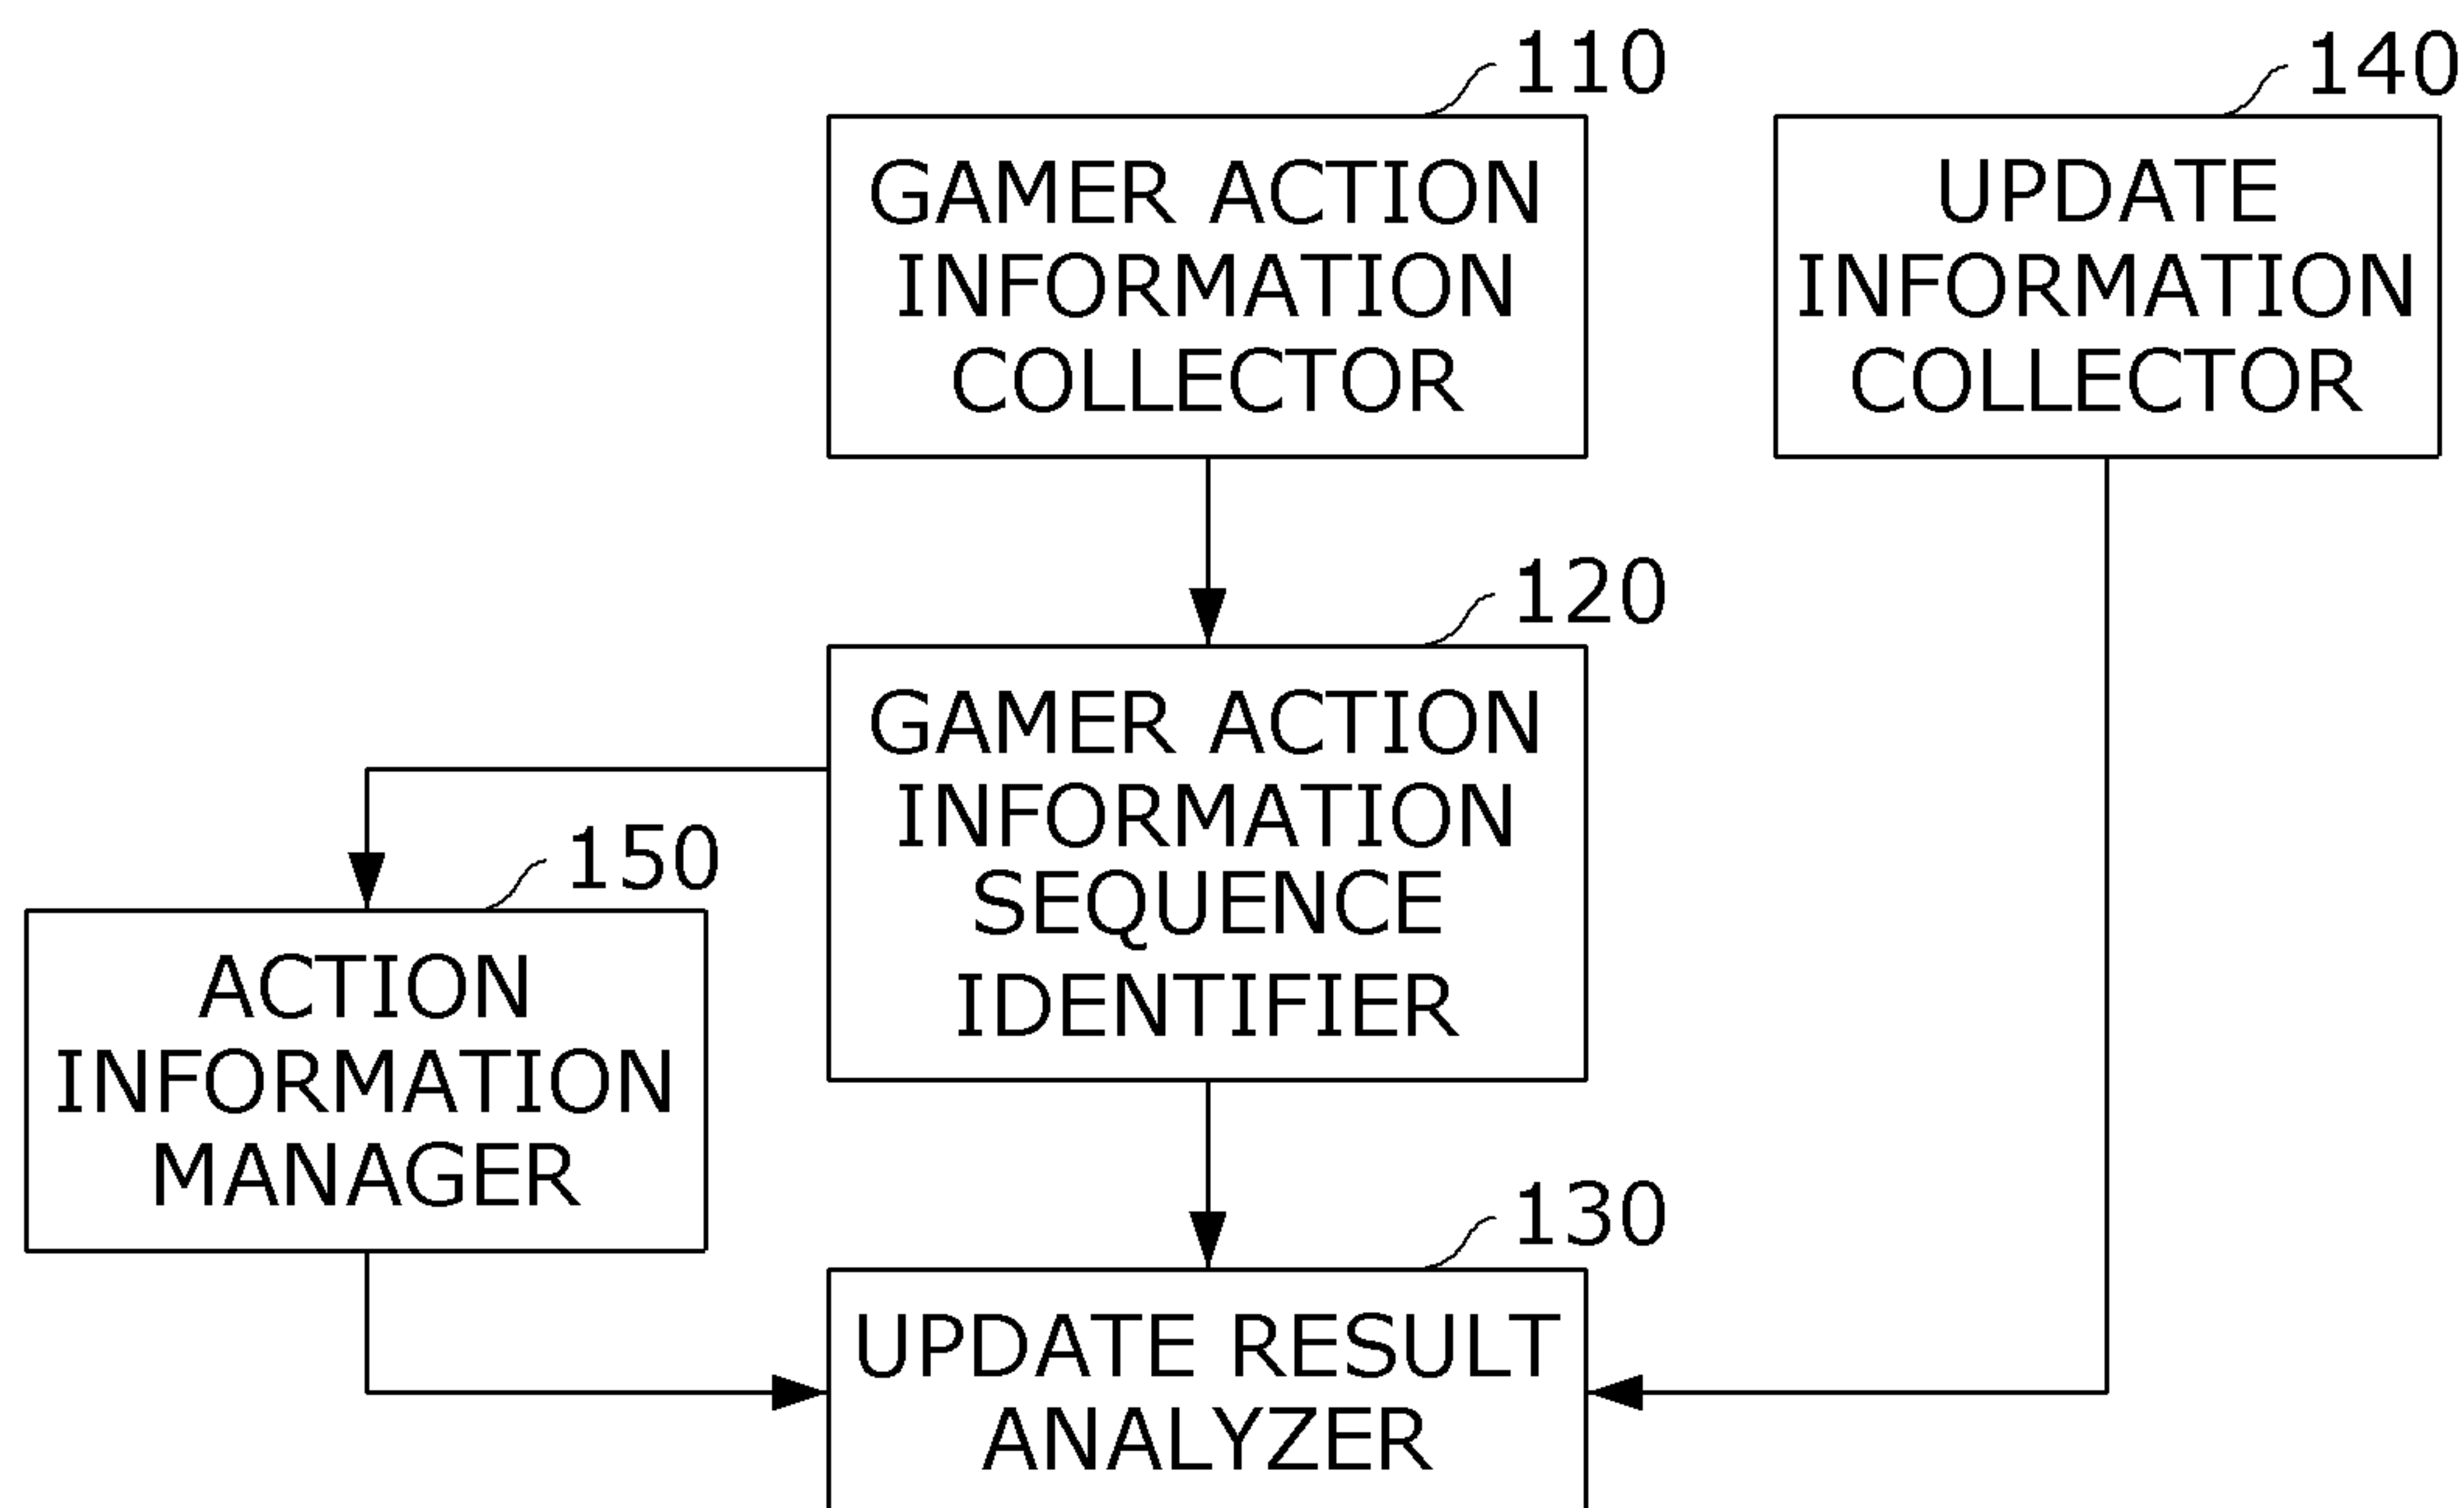 110
GAMER ACTION
INFORMATION
COLLECTOR
140
UPDATE
INFORMATION
COLLECTOR
120
GAMER ACTION
INFORMATION
SEQUENCE
IDENTIFIER
150
ACTION
INFORMATION
MANAGER
130
UPDATE RESULT
ANALYZER